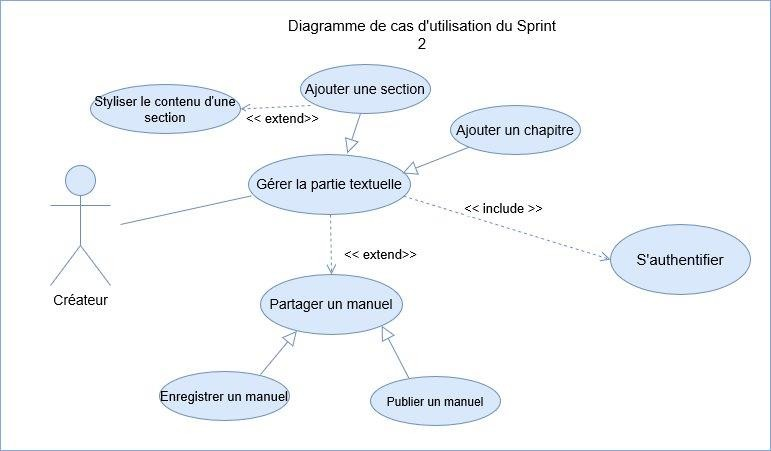 Diagramme de cas d'utilisation du Sprint
2
Ajouter une section
Styliser le contenu d'une
section
<< extend>>
Ajouter un chapitre
Gérer la partie textuelle
<< include >>
<< extend>>
S'authentifier
Créateur
Partager un manuel
Enregistrer un manuel
Publier un manuel